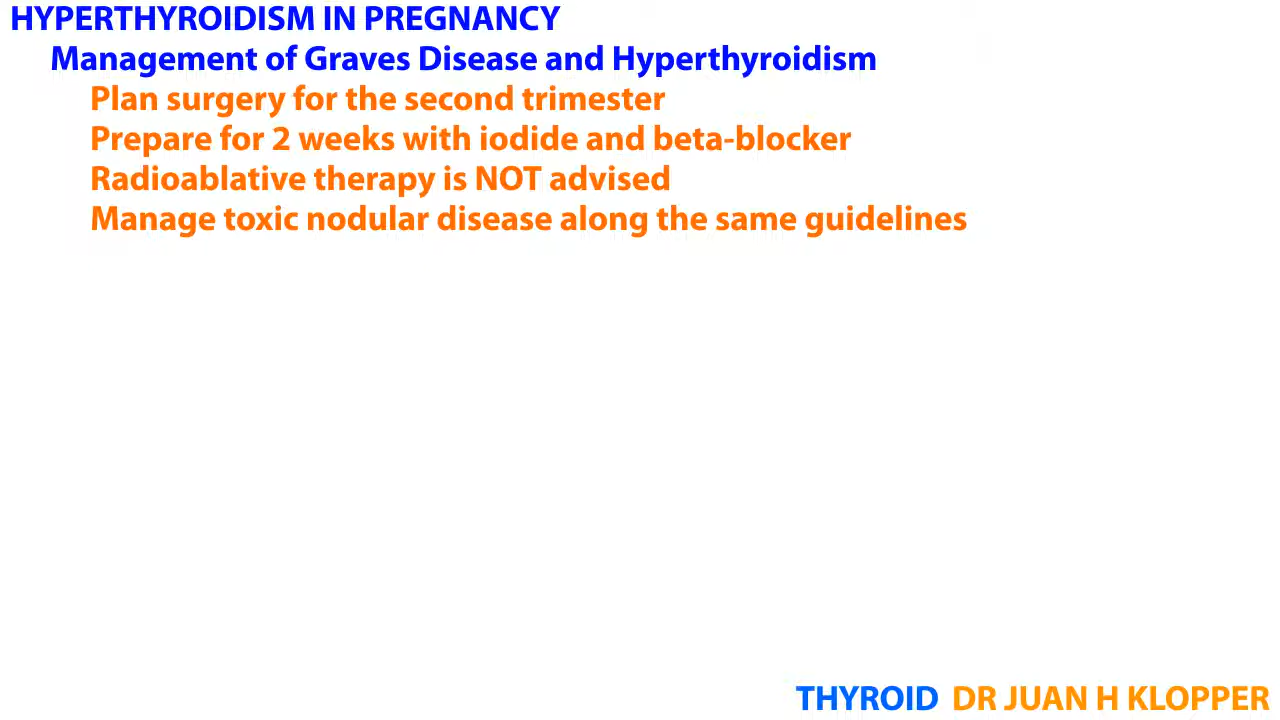 HYPERTHYROIDISM IN PREGNANCY
Management of Graves Disease and Hyperthyroidism
Plan surgery for the second trimester
Prepare for 2 weeks with iodide and beta-blocker
Radioablative therapy is NOT advised
Manage toxic nodular disease along the same guidelines
THYROID DR JUAN H KLOPPER